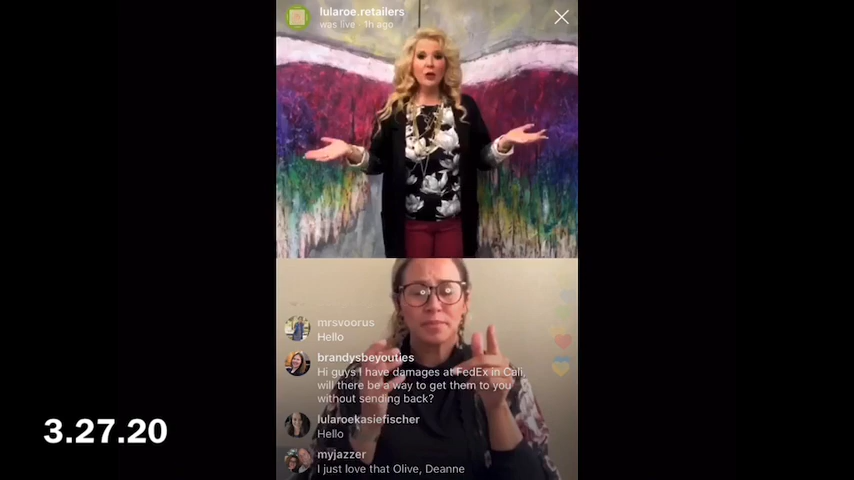 lularoe.retailers
was live · 1h ago
mrsvoorus
Hello
brandysbeyouties
Hi guys I have damages at FedEx in Cali,
will there be a way to get them to you
without sending back?
lularoekasiefischer
Hello
myjazzer
I just love that Olive, Deanne
3.27.20